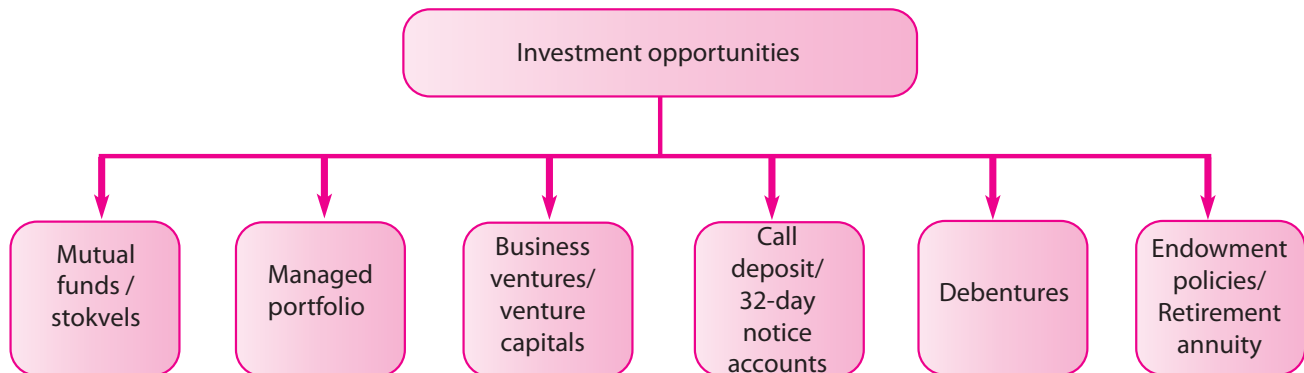 Investment opportunities
Mutual
funds /
stokvels
Managed
portfolio
Business
ventures/
venture
capitals
Call
deposit/
32-day
notice
accounts
Debentures
Endowment
policies/
Retirement
annuity